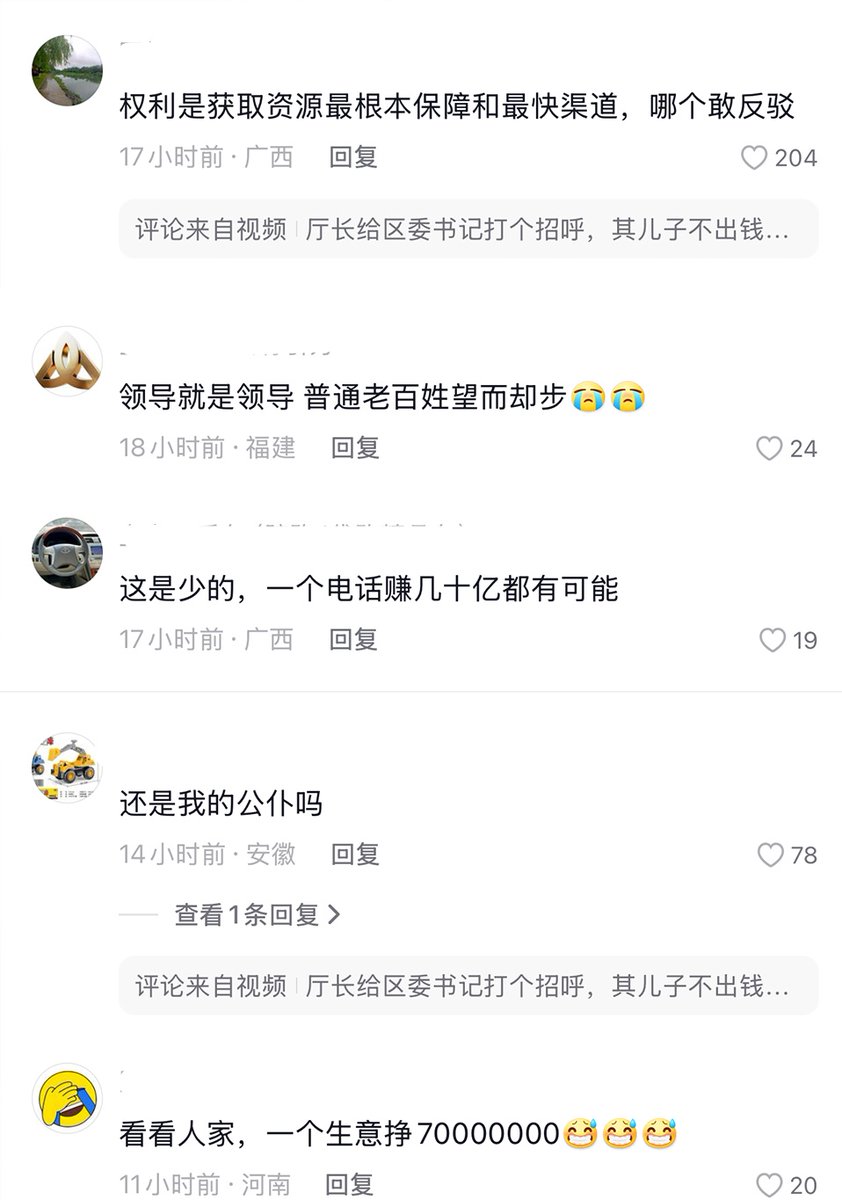 权利是获取资源最根本保障和最快渠道，哪个敢反驳
17小时前·广西 回复 204
评论来自视频 | 厅长给区委书记打个招呼，其儿子不出钱...
领导就是领导 普通老百姓望而却步😭😭
18小时前·福建 回复 24
这是少的，一个电话赚几十亿都有可能
17小时前·广西 回复 19
还是我的公仆吗
14小时前·安徽 回复 78
查看1条回复 >
评论来自视频 | 厅长给区委书记打个招呼，其儿子不出钱...
看看人家，一个生意挣70000000😅😅😅
11小时前·河南 回复 20